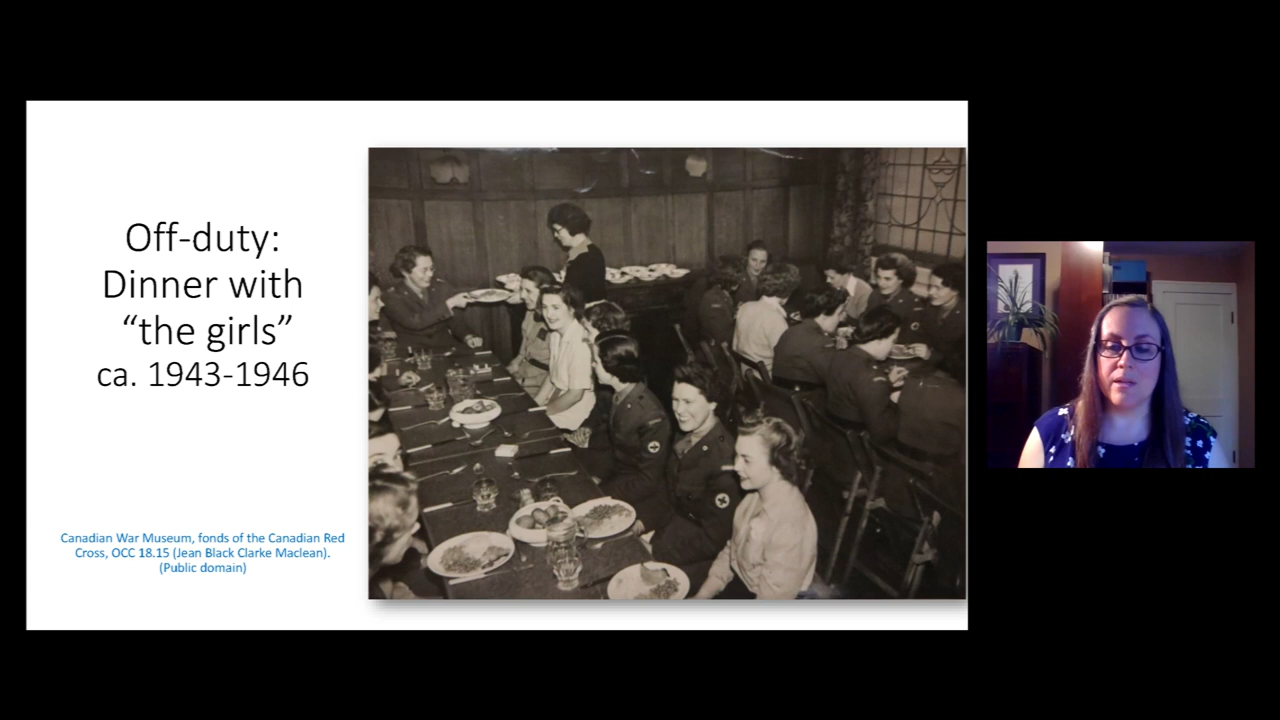 Off-duty:
Dinner with
“the girls”
ca. 1943-1946
Canadian War Museum, fonds of the Canadian Red
Cross, OCC 18.15 (Jean Black Clarke Maclean).
(Public domain)